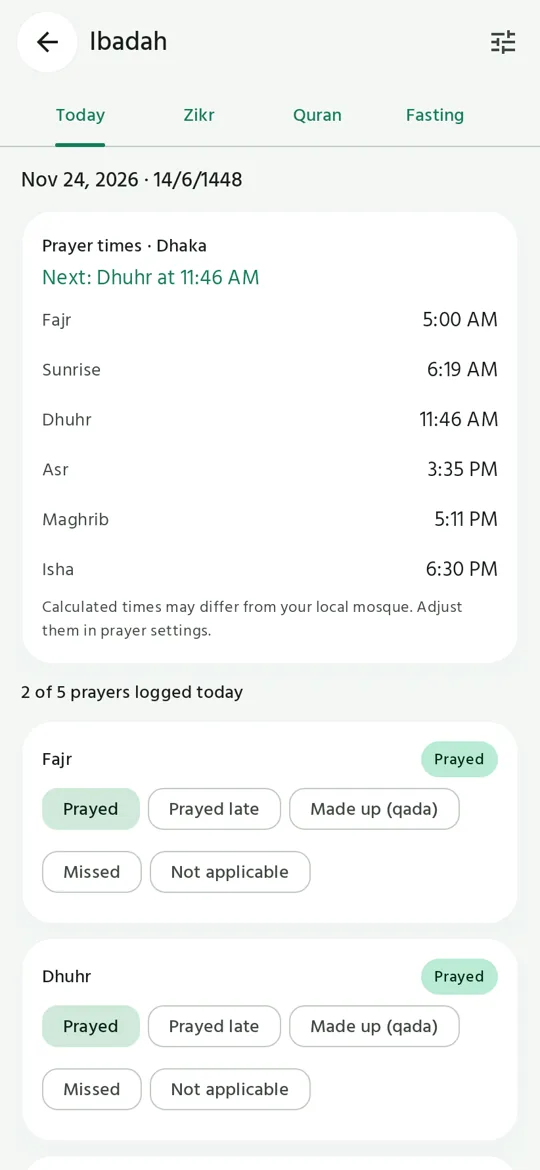 Ibadah
Today Zikr Quran Fasting
Nov 24, 2026 · 14/6/1448
Prayer times · Dhaka
Next: Dhuhr at 11:46 AM
Fajr 5:00 AM
Sunrise 6:19 AM
Dhuhr 11:46 AM
Asr 3:35 PM
Maghrib 5:11 PM
Isha 6:30 PM
Calculated times may differ from your local mosque. Adjust
them in prayer settings.
2 of 5 prayers logged today
Fajr Prayed
Prayed Prayed late Made up (qada)
Missed Not applicable
Dhuhr Prayed
Prayed Prayed late Made up (qada)
Missed Not applicable